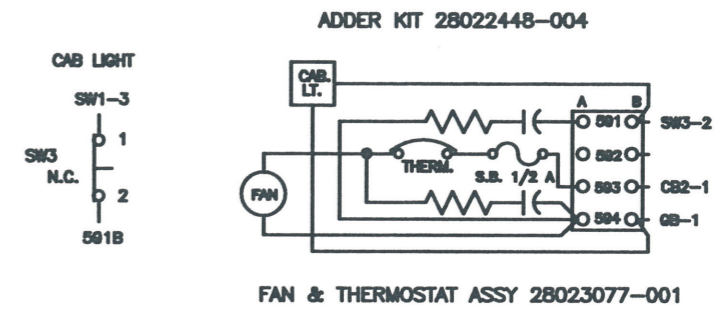 ADDER KIT 28022448-004
CAB LIGHT
SW1-3
1
SW3
N.C.
2
591B
CAB.
LT.
A B
591 SW3-2
592
THERM.
S.B. 1/2 A
593 CB2-1
FAN
594 GB-1
FAN & THERMOSTAT ASSY 28023077-001